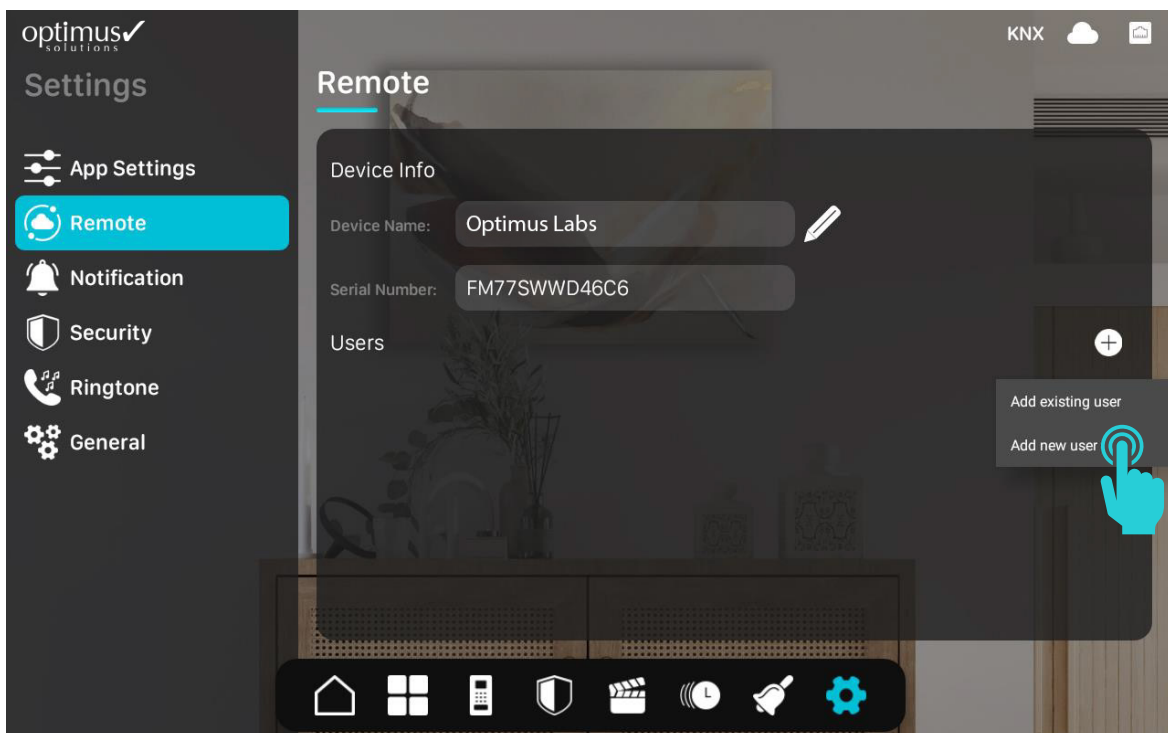 optimus
solutions
KNX
Settings
Remote
App Settings
Remote
Notification
Security
Ringtone
General
Device Info
Device Name: Optimus Labs
Serial Number: FM77SWWD46C6
Users
Add existing user
Add new user
L